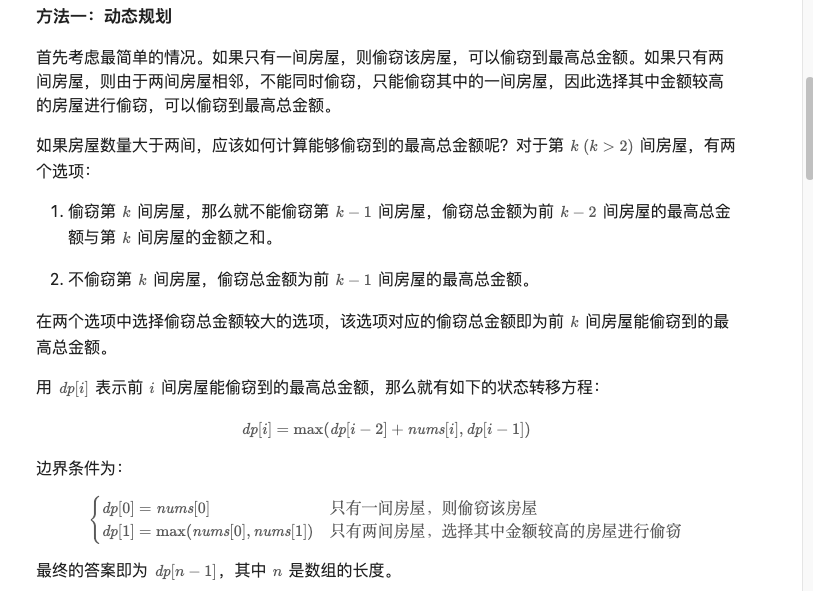 方法一：动态规划
首先考虑最简单的情况。如果只有一间房屋，则偷窃该房屋，可以偷窃到最高总金额。如果只有两
间房屋，则由于两间房屋相邻，不能同时偷窃，只能偷窃其中的一间房屋，因此选择其中金额较高
的房屋进行偷窃，可以偷窃到最高总金额。
如果房屋数量大于两间，应该如何计算能够偷窃到的最高总金额呢？对于第 k (k > 2) 间房屋，有两
个选项：
1. 偷窃第 k 间房屋，那么就不能偷窃第 k − 1 间房屋，偷窃总金额为前 k − 2 间房屋的最高总金
额与第 k 间房屋的金额之和。
2. 不偷窃第 k 间房屋，偷窃总金额为前 k − 1 间房屋的最高总金额。
在两个选项中选择偷窃总金额较大的选项，该选项对应的偷窃总金额即为前 k 间房屋能偷窃到的最
高总金额。
用 dp[i] 表示前 i 间房屋能偷窃到的最高总金额，那么就有如下的状态转移方程：
dp[i] = max(dp[i − 2] + nums[i], dp[i − 1])
边界条件为：
dp[0] = nums[0] 只有一间房屋，则偷窃该房屋
dp[1] = max(nums[0], nums[1]) 只有两间房屋，选择其中金额较高的房屋进行偷窃
最终的答案即为 dp[n − 1]，其中 n 是数组的长度。